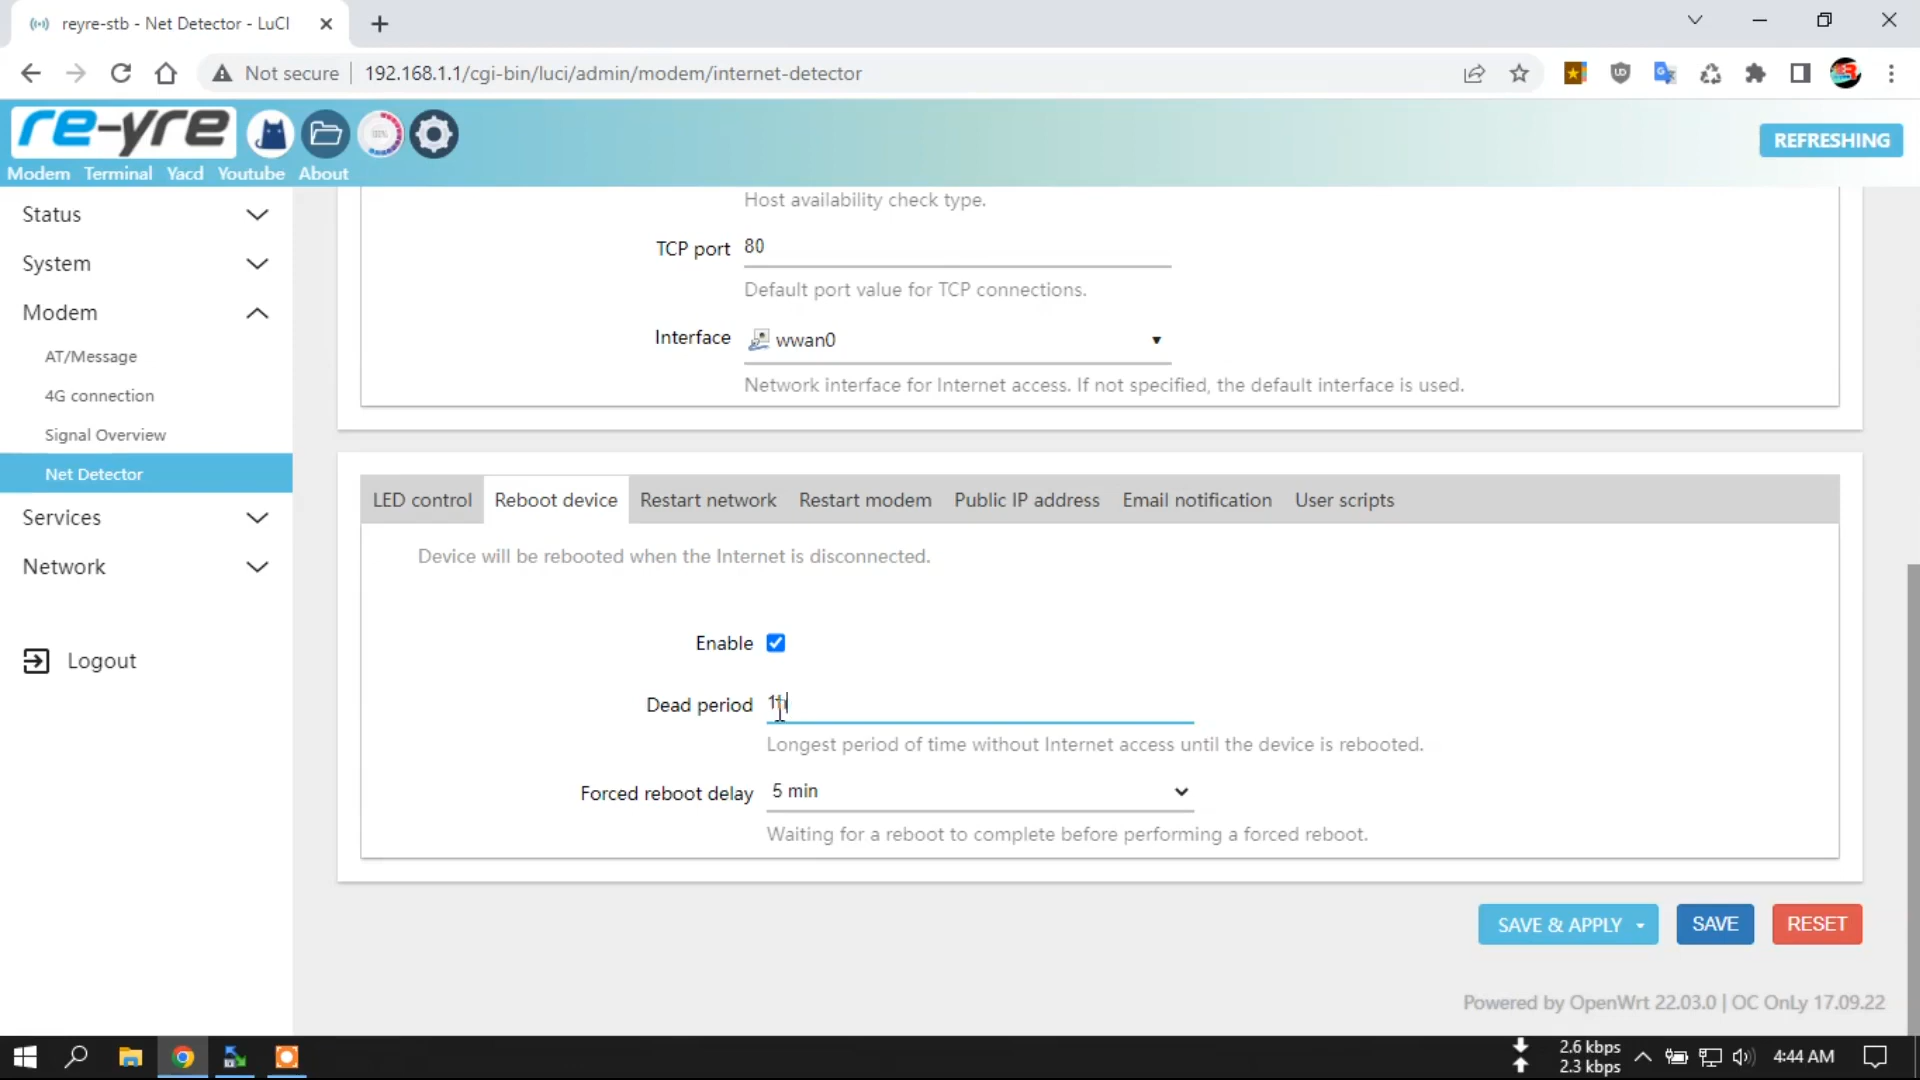 reyre-stb - Net Detector - LuCI
Not secure
192.168.1.1/cgi-bin/luci/admin/modem/internet-detector
re-yre
100%
REFRESHING
Modem Terminal Yacd Youtube About
Status
System
Modem
AT/Message
4G connection
Signal Overview
Net Detector
Services
Network
Logout
Host availability check type.
TCP port 80
Default port value for TCP connections.
Interface wwan0
Network interface for Internet access. If not specified, the default interface is used.
LED control Reboot device Restart network Restart modem Public IP address Email notification User scripts
Device will be rebooted when the Internet is disconnected.
Enable
Dead period
Longest period of time without Internet access until the device is rebooted.
Forced reboot delay 5 min
Waiting for a reboot to complete before performing a forced reboot.
SAVE & APPLY SAVE RESET
Powered by OpenWrt 22.03.0 | OC OnLy 17.09.22
2.6 kbps
2.3 kbps
4:44 AM